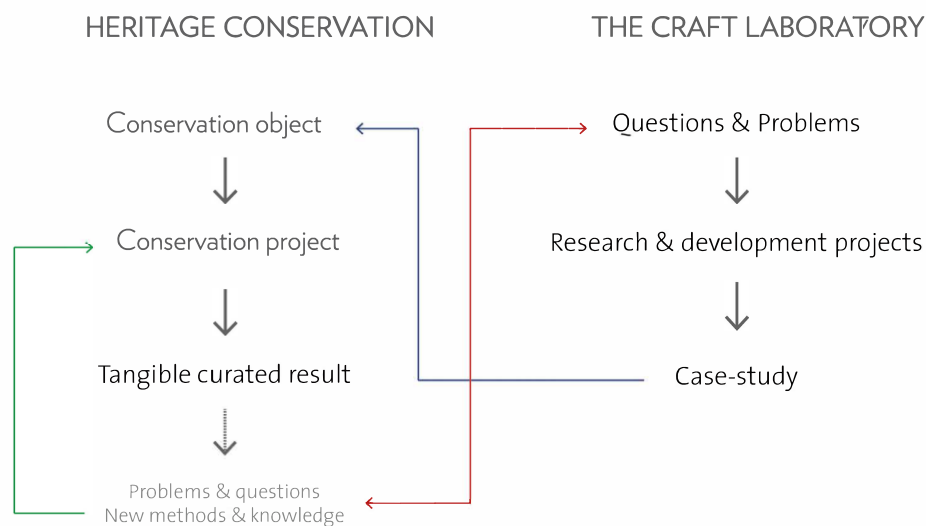 HERITAGE CONSERVATION
THE CRAFT LABORATORY
Conservation object
Questions & Problems
Conservation project
Research & development projects
Tangible curated result
Case-study
Problems & questions
New methods & knowledge